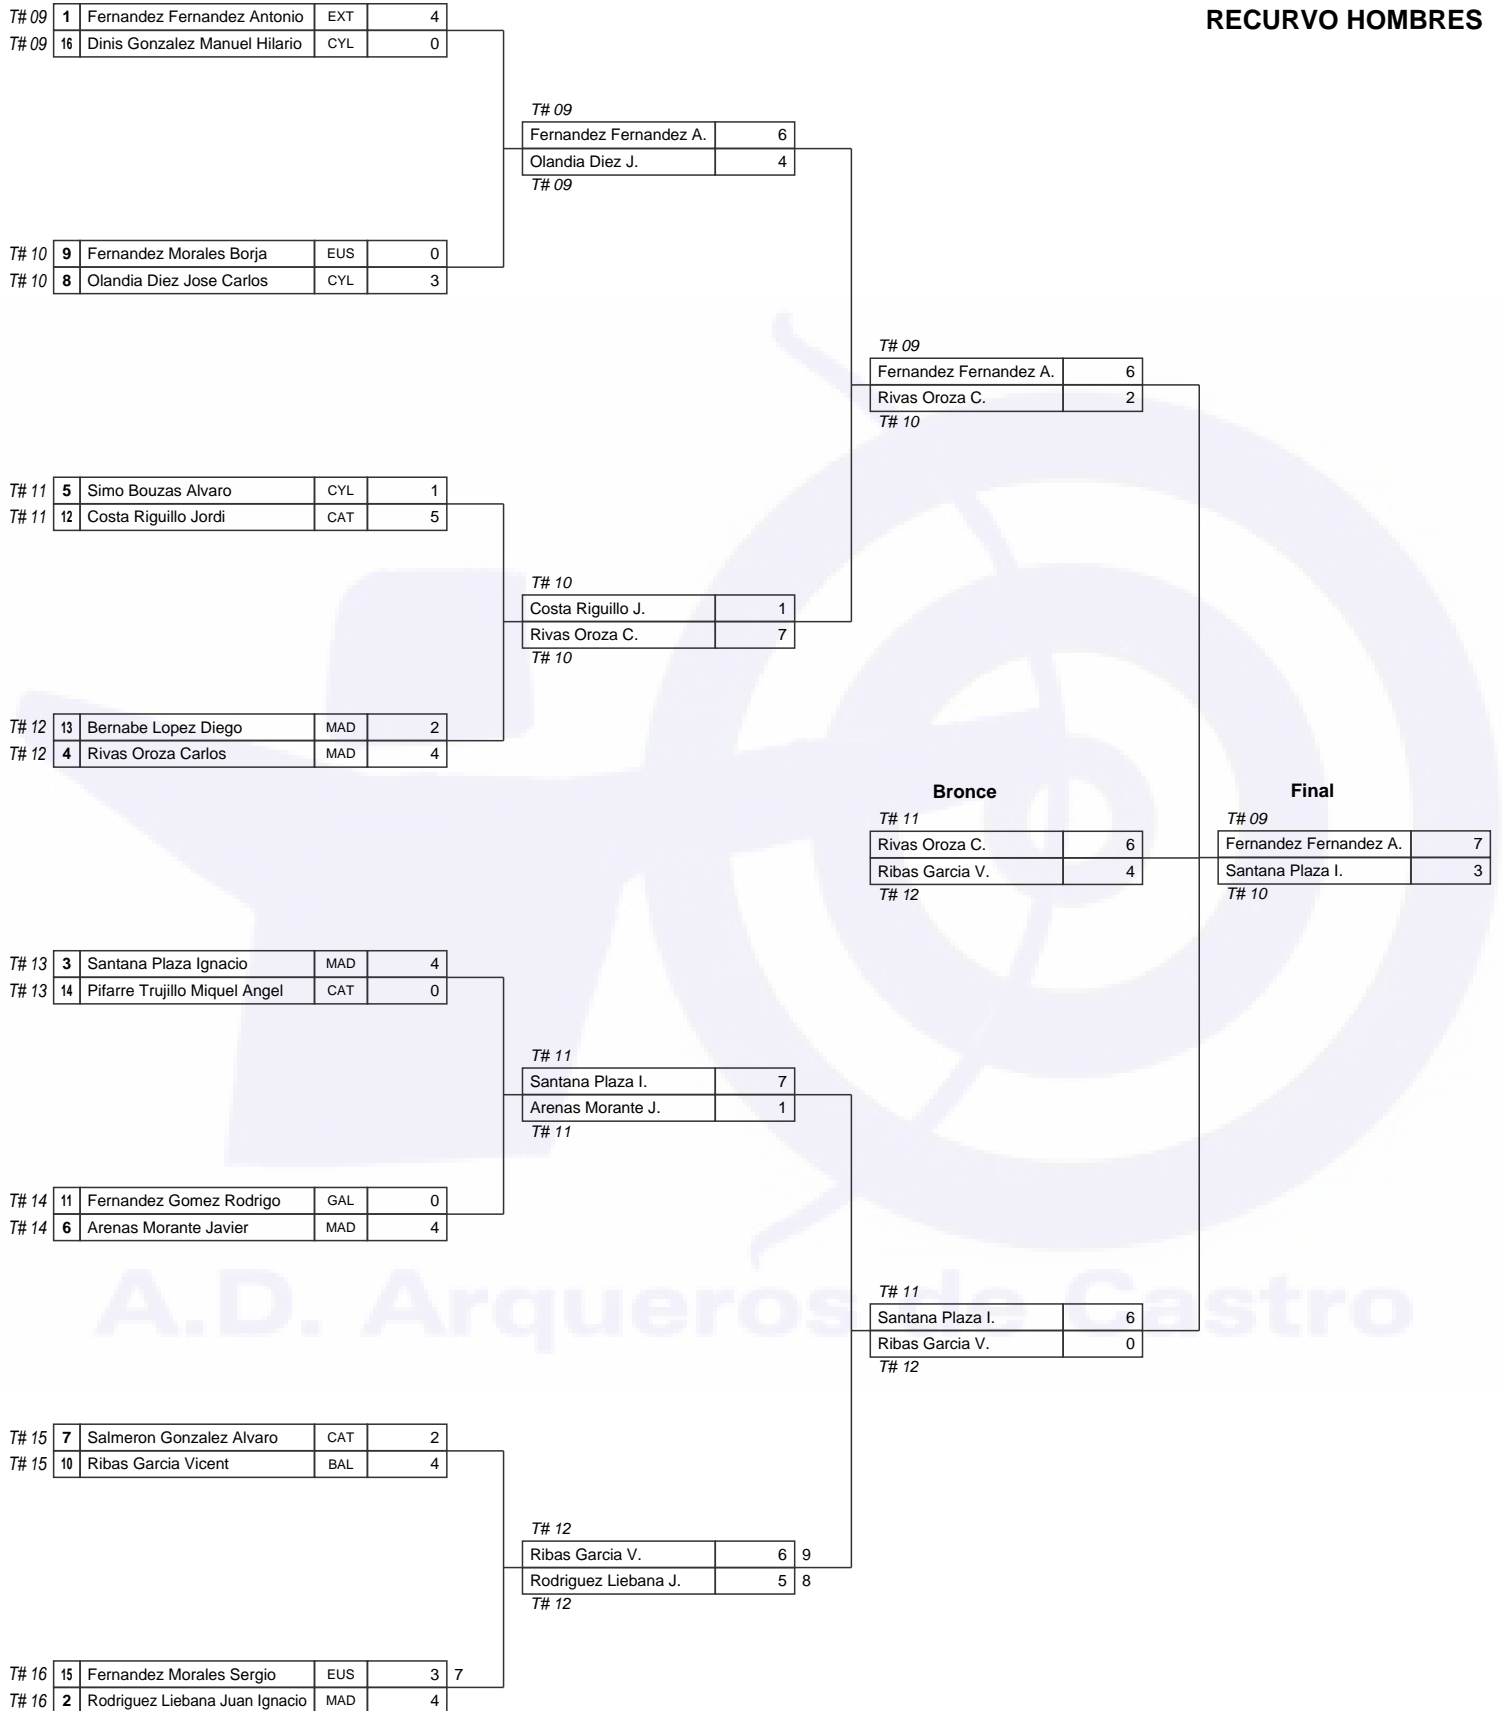 RECURVO HOMBRES
T# 09 1 Fernandez Fernandez Antonio EXT 4
T# 09 16 Dinis Gonzalez Manuel Hilario CYL 0
T# 09
Fernandez Fernandez A. 6
Olandia Diez J. 4
T# 09
T# 10 9 Fernandez Morales Borja EUS 0
T# 10 8 Olandia Diez Jose Carlos CYL 3
T# 09
Fernandez Fernandez A. 6
Rivas Oroza C. 2
T# 10
T# 11 5 Simo Bouzas Alvaro CYL 1
T# 11 12 Costa Riguillo Jordi CAT 5
T# 10
Costa Riguillo J. 1
Rivas Oroza C. 7
T# 10
T# 12 13 Bernabe Lopez Diego MAD 2
T# 12 4 Rivas Oroza Carlos MAD 4
Bronce
T# 11
Rivas Oroza C. 6
Ribas Garcia V. 4
T# 12
Final
T# 09
Fernandez Fernandez A. 7
Santana Plaza I. 3
T# 10
T# 13 3 Santana Plaza Ignacio MAD 4
T# 13 14 Pifarre Trujillo Miquel Angel CAT 0
T# 11
Santana Plaza I. 7
Arenas Morante J. 1
T# 11
T# 14 11 Fernandez Gomez Rodrigo GAL 0
T# 14 6 Arenas Morante Javier MAD 4
A.D. Arqueros de Castro
T# 11
Santana Plaza I. 6
Ribas Garcia V. 0
T# 12
T# 15 7 Salmeron Gonzalez Alvaro CAT 2
T# 15 10 Ribas Garcia Vicent BAL 4
T# 12
Ribas Garcia V. 6 9
Rodriguez Liebana J. 5 8
T# 12
T# 16 15 Fernandez Morales Sergio EUS 3 7
T# 16 2 Rodriguez Liebana Juan Ignacio MAD 4